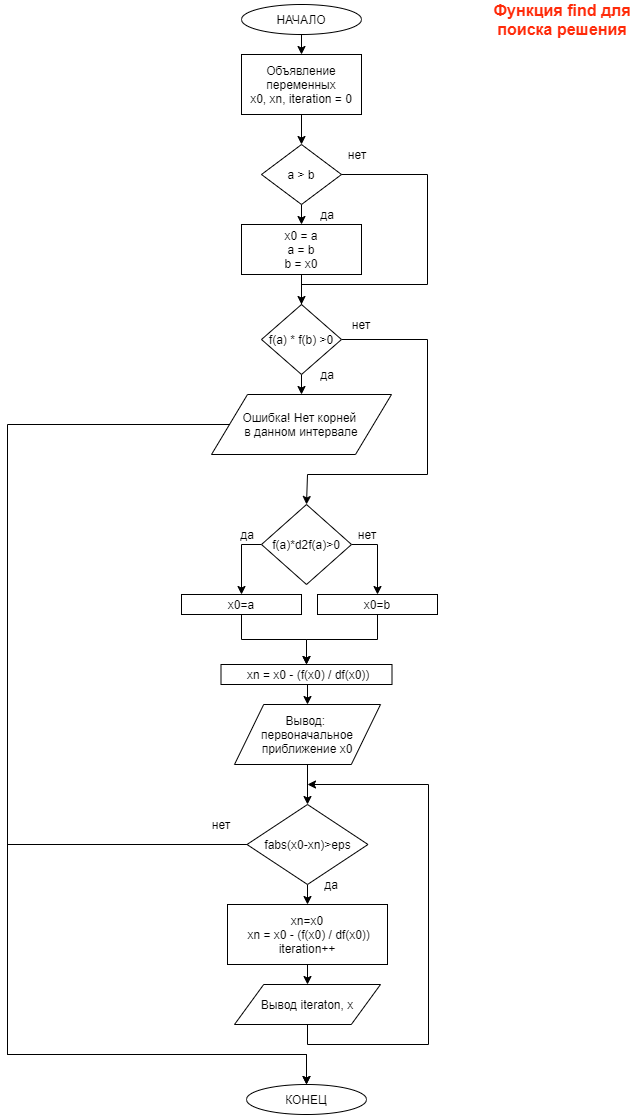 Функция find для
поиска решения
НАЧАЛО
Объявление
переменных
x0, xn, iteration = 0
a > b
нет
да
x0 = a
a = b
b = x0
f(a) * f(b) >0
нет
да
Ошибка! Нет корней
в данном интервале
f(a)*d2f(a)>0
да
нет
x0=a
x0=b
xn = x0 - (f(x0) / df(x0))
Вывод:
первоначальное
приближение x0
fabs(x0-xn)>eps
нет
да
xn=x0
xn = x0 - (f(x0) / df(x0))
iteration++
Вывод iteraton, x
КОНЕЦ